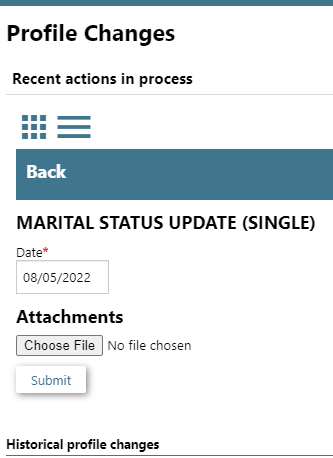 Profile Changes
Recent actions in process
Back
MARITAL STATUS UPDATE (SINGLE)
Date*
08/05/2022
Attachments
Choose File No file chosen
Submit
Historical profile changes